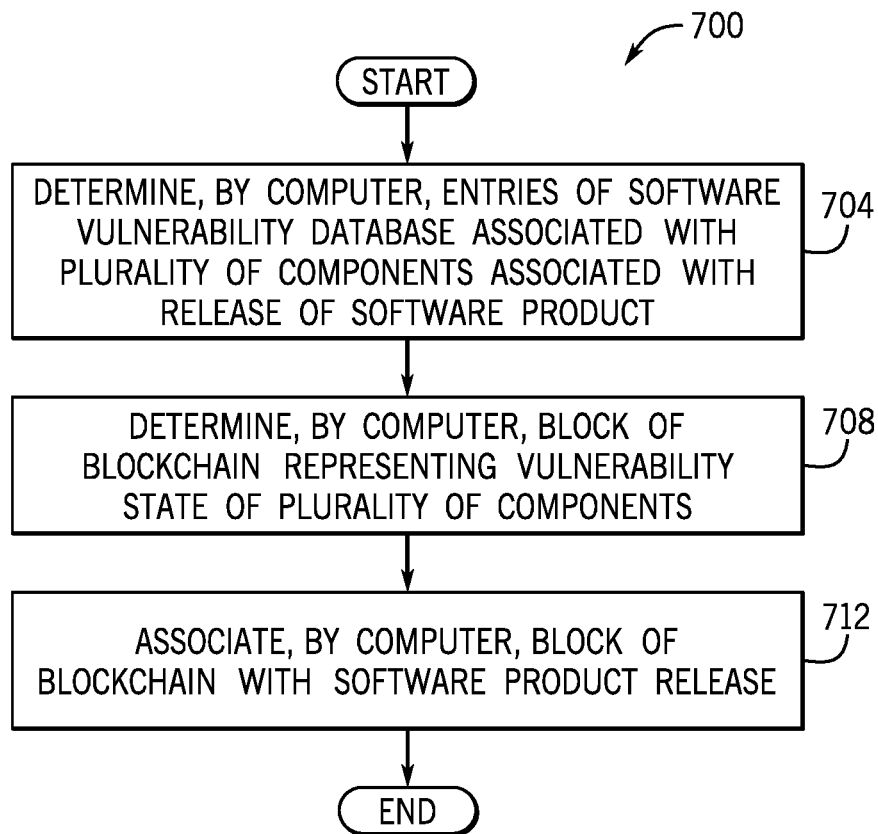 700
START
DETERMINE, BY COMPUTER, ENTRIES OF SOFTWARE
VULNERABILITY DATABASE ASSOCIATED WITH
PLURALITY OF COMPONENTS ASSOCIATED WITH
RELEASE OF SOFTWARE PRODUCT
704
DETERMINE, BY COMPUTER, BLOCK OF
BLOCKCHAIN REPRESENTING VULNERABILITY
STATE OF PLURALITY OF COMPONENTS
708
ASSOCIATE, BY COMPUTER, BLOCK OF
BLOCKCHAIN WITH SOFTWARE PRODUCT RELEASE
712
END